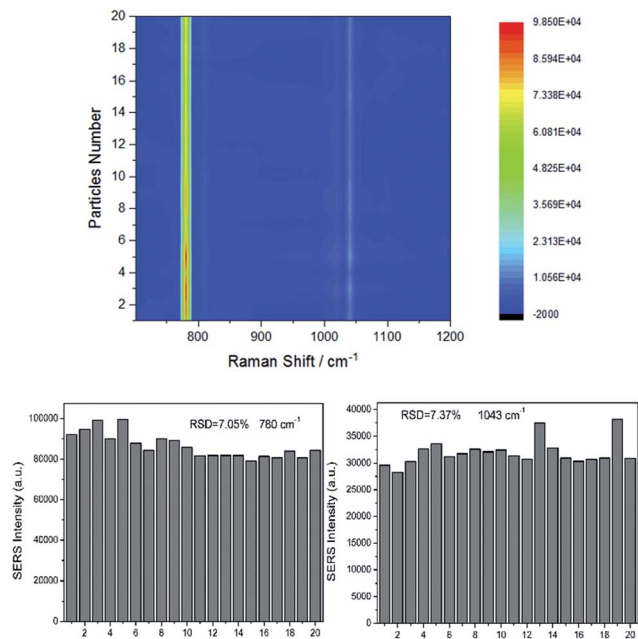 20
18
16
14
12
10
8
6
4
2
Particles Number
800 900 1000 1100 1200
Raman Shift / cm⁻¹
9.850E+04
8.594E+04
7.338E+04
6.081E+04
4.825E+04
3.569E+04
2.313E+04
1.056E+04
-2000
RSD=7.05% 780 cm⁻¹
100000
80000
60000
40000
20000
0
SERS Intensity (a.u.)
2 4 6 8 10 12 14 16 18 20
RSD=7.37% 1043 cm⁻¹
40000
35000
30000
25000
20000
15000
10000
5000
0
SERS Intensity (a.u.)
2 4 6 8 10 12 14 16 18 20